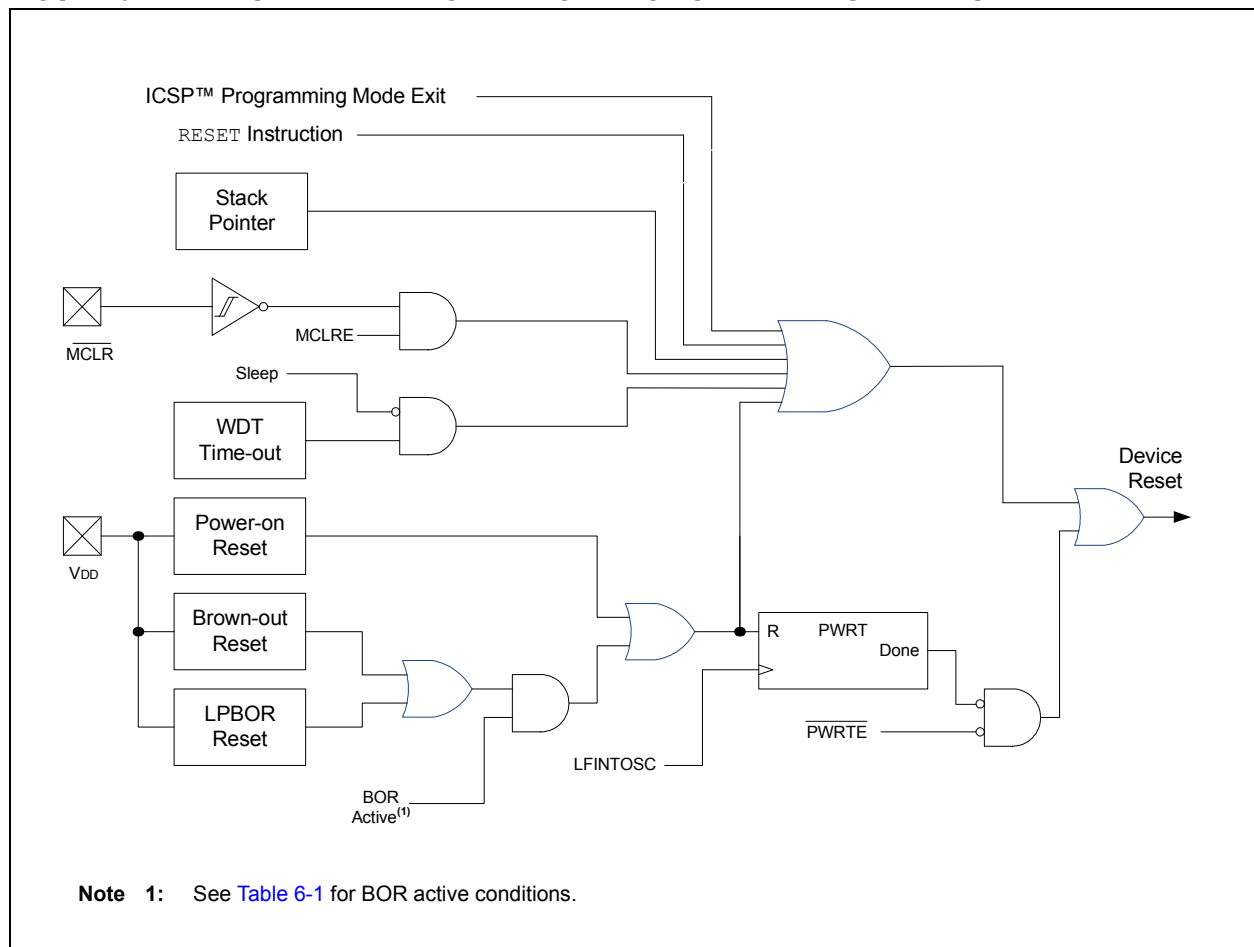 ICSP™ Programming Mode Exit
RESET Instruction
Stack
Pointer
MCLR
MCLRE
Sleep
WDT
Time-out
Device
Reset
Power-on
Reset
VDD
Brown-out
Reset
R PWRT
Done
LPBOR
Reset
PWRTE
LFINTOSC
BOR
Active(1)
Note 1: See Table 6-1 for BOR active conditions.